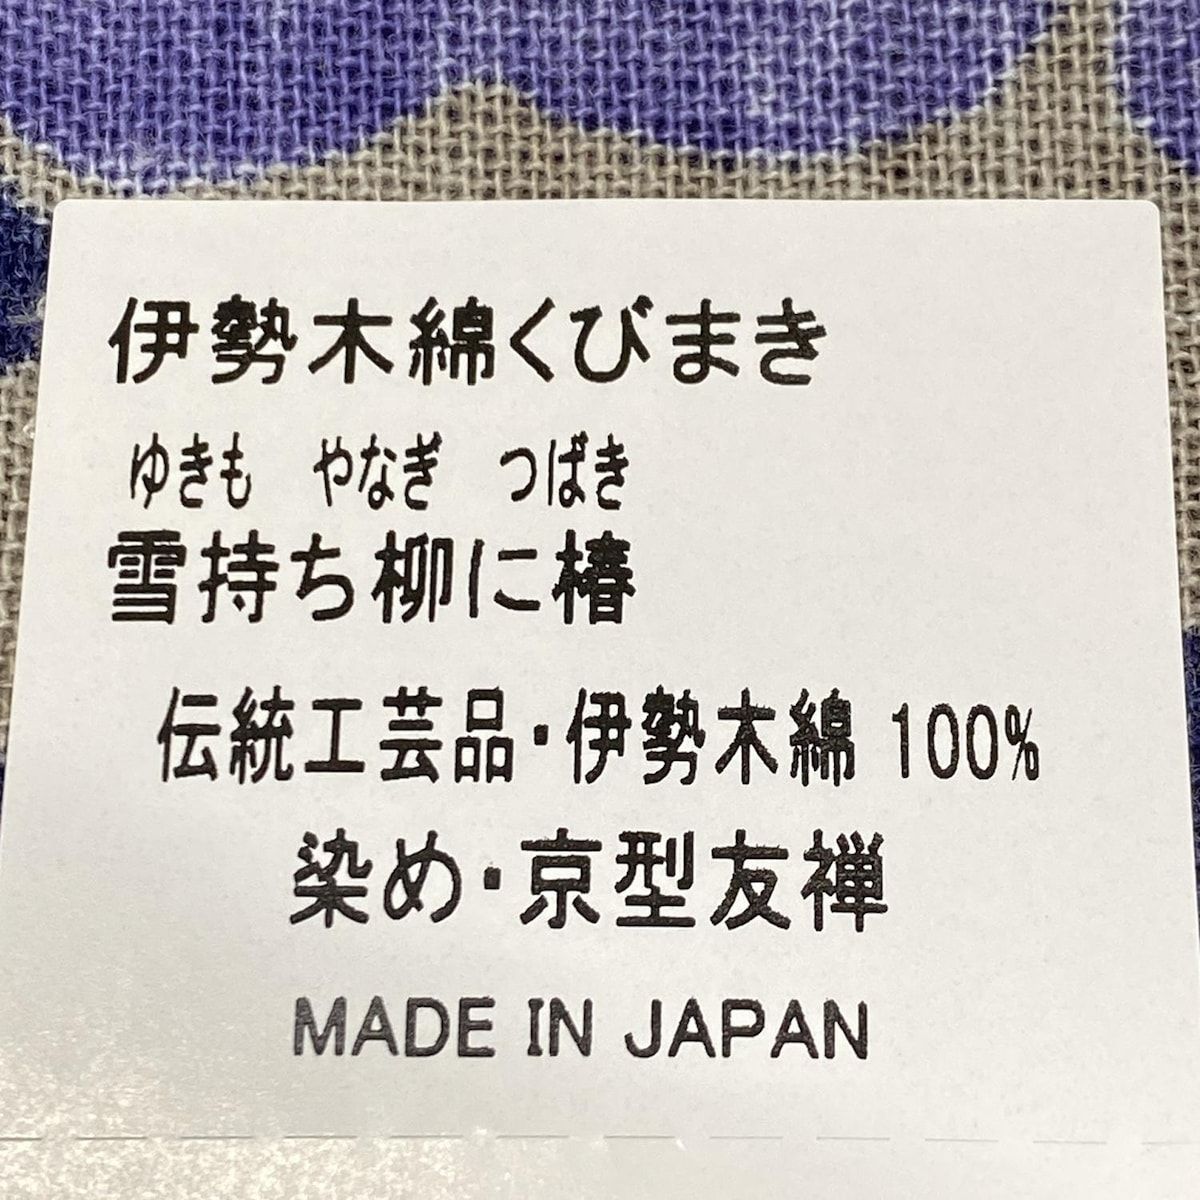 伊勢木綿くびまき
ゆきも　やなぎ　つばき
雪持ち柳に椿
伝統工芸品・伊勢木綿 100%
染め・京型友禅
MADE IN JAPAN